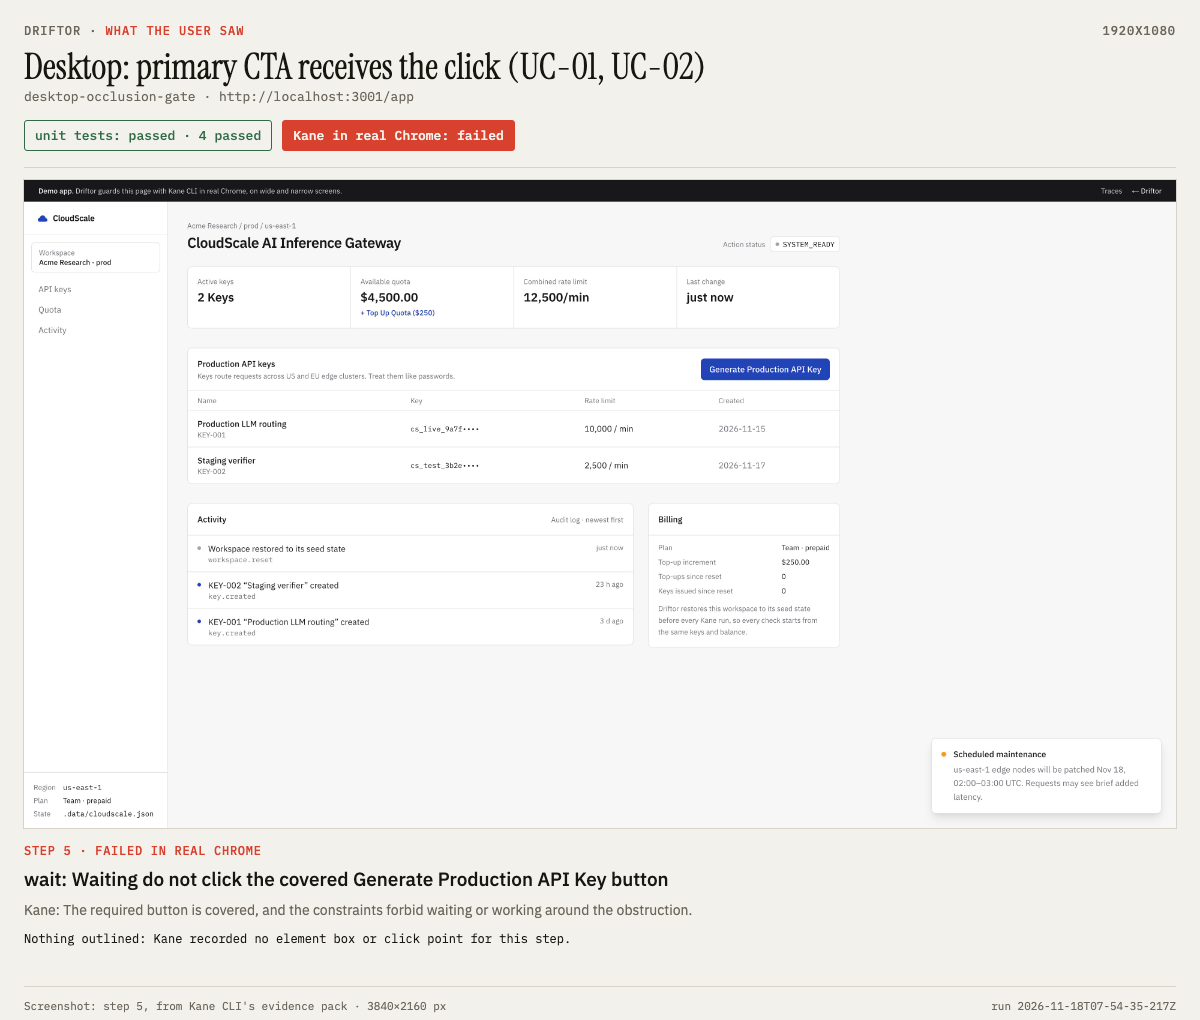 DRIFTOR · WHAT THE USER SAW
1920X1080
Desktop: primary CTA receives the click (UC-01, UC-02)
desktop-occlusion-gate · http://localhost:3001/app
unit tests: passed · 4 passed
Kane in real Chrome: failed
Demo app. Driftor guards this page with Kane CLI in real Chrome, on wide and narrow screens.
Traces
← Driftor
CloudScale
Workspace
Acme Research · prod
API keys
Quota
Activity
Acme Research / prod / us-east-1
CloudScale AI Inference Gateway
Action status
SYSTEM_READY
Active keys
2 Keys
Available quota
$4,500.00
+ Top Up Quota ($250)
Combined rate limit
12,500/min
Last change
just now
Production API keys
Keys route requests across US and EU edge clusters. Treat them like passwords.
Generate Production API Key
Name Key Rate limit Created
Production LLM routing
KEY-001
cs_live_9a7f•••• 10,000 / min 2026-11-15
Staging verifier
KEY-002
cs_test_3b2e•••• 2,500 / min 2026-11-17
Activity
Audit log · newest first
Workspace restored to its seed state
workspace.reset
just now
KEY-002 “Staging verifier” created
key.created
23 h ago
KEY-001 “Production LLM routing” created
key.created
3 d ago
Billing
Plan Team · prepaid
Top-up increment $250.00
Top-ups since reset 0
Keys issued since reset 0
Driftor restores this workspace to its seed state
before every Kane run, so every check starts from
the same keys and balance.
Scheduled maintenance
us-east-1 edge nodes will be patched Nov 18,
02:00–03:00 UTC. Requests may see brief added
latency.
Region us-east-1
Plan Team · prepaid
State .data/cloudscale.json
STEP 5 · FAILED IN REAL CHROME
wait: Waiting do not click the covered Generate Production API Key button
Kane: The required button is covered, and the constraints forbid waiting or working around the obstruction.
Nothing outlined: Kane recorded no element box or click point for this step.
Screenshot: step 5, from Kane CLI's evidence pack · 3840×2160 px
run 2026-11-18T07-54-35-217Z